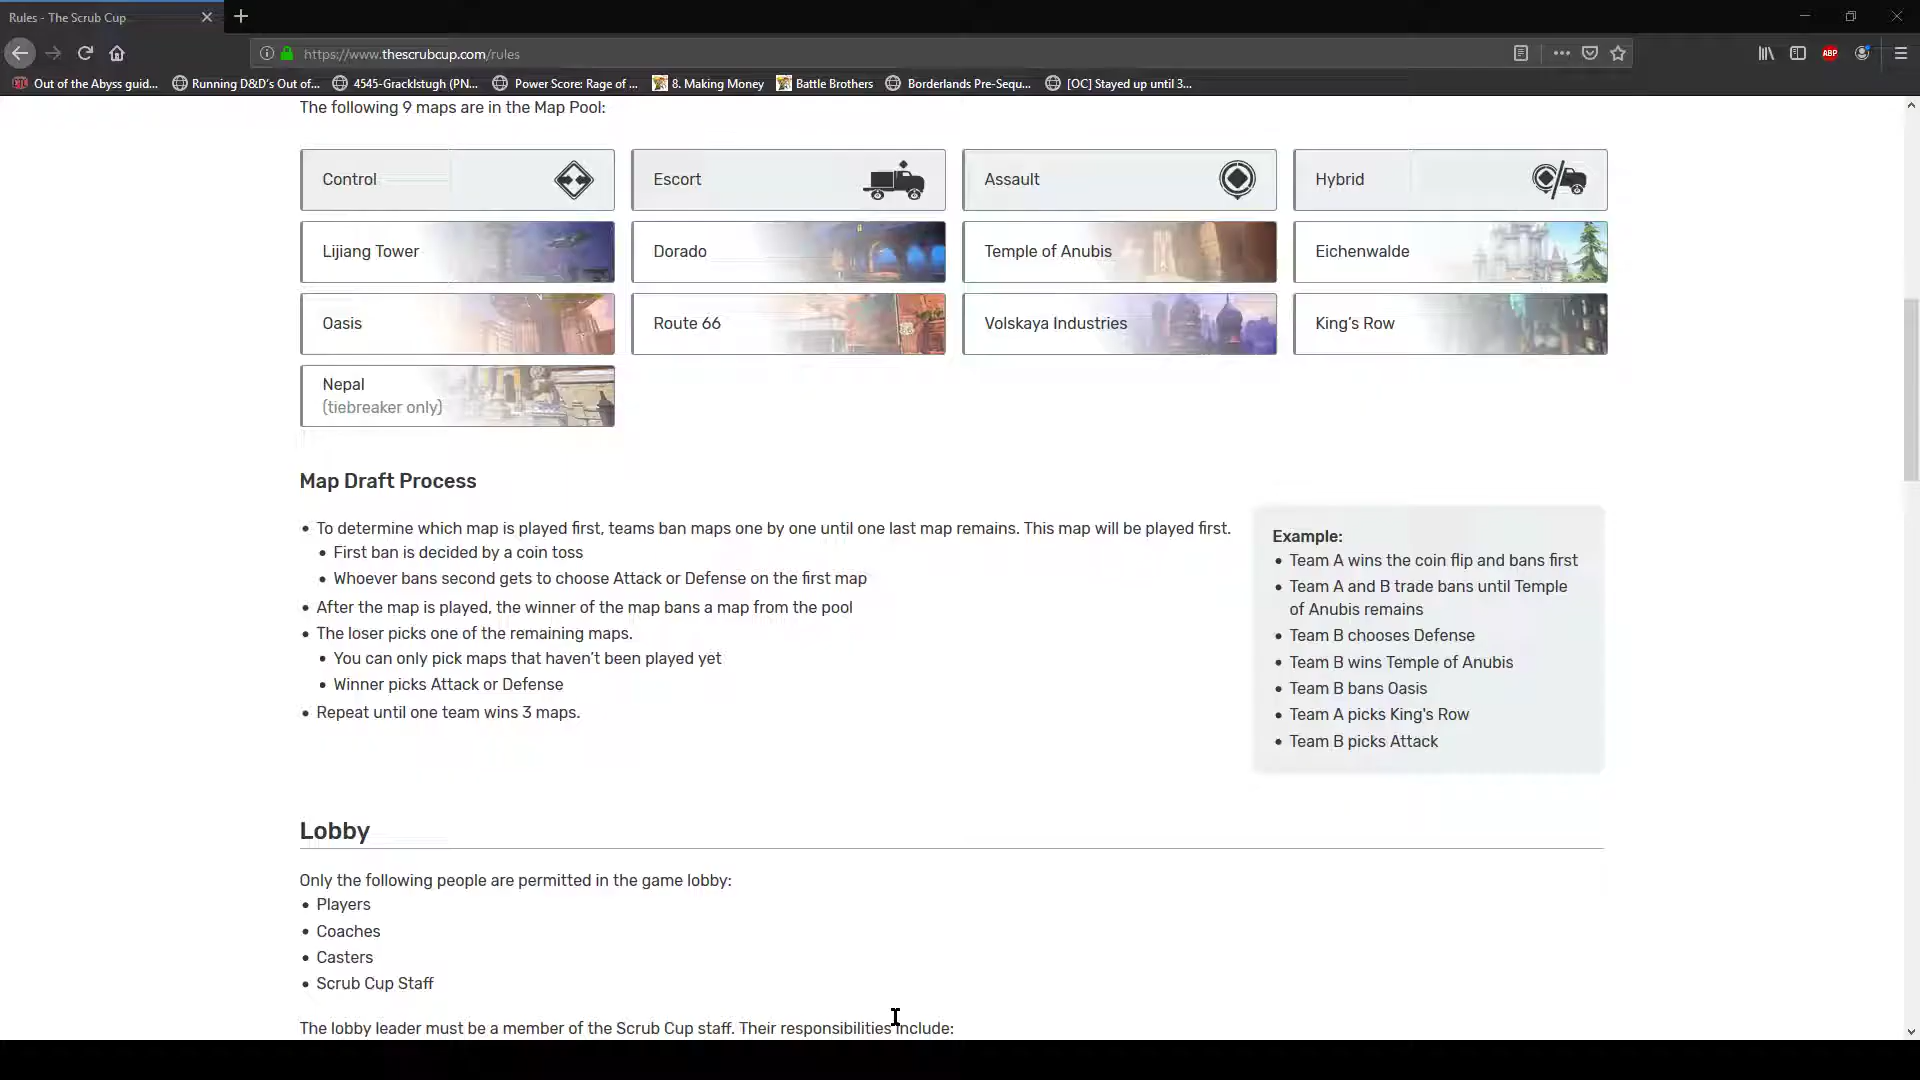 Rules - The Scrub Cup
https://www.thescrubcup.com/rules
Out of the Abyss guid...
Running D&D's Out of...
4545-Gracklstugh (PN...
Power Score: Rage of ...
8. Making Money
Battle Brothers
Borderlands Pre-Sequ...
[OC] Stayed up until 3...
ABP
The following 9 maps are in the Map Pool:
Control
Escort
Assault
Hybrid
Lijiang Tower
Dorado
Temple of Anubis
Eichenwalde
Oasis
Route 66
Volskaya Industries
King's Row
Nepal
(tiebreaker only)
Map Draft Process
• To determine which map is played first, teams ban maps one by one until one last map remains. This map will be played first.
• First ban is decided by a coin toss
• Whoever bans second gets to choose Attack or Defense on the first map
• After the map is played, the winner of the map bans a map from the pool
• The loser picks one of the remaining maps.
• You can only pick maps that haven't been played yet
• Winner picks Attack or Defense
• Repeat until one team wins 3 maps.
Example:
• Team A wins the coin flip and bans first
• Team A and B trade bans until Temple
of Anubis remains
• Team B chooses Defense
• Team B wins Temple of Anubis
• Team B bans Oasis
• Team A picks King's Row
• Team B picks Attack
Lobby
Only the following people are permitted in the game lobby:
• Players
• Coaches
• Casters
• Scrub Cup Staff
The lobby leader must be a member of the Scrub Cup staff. Their responsibilities include: